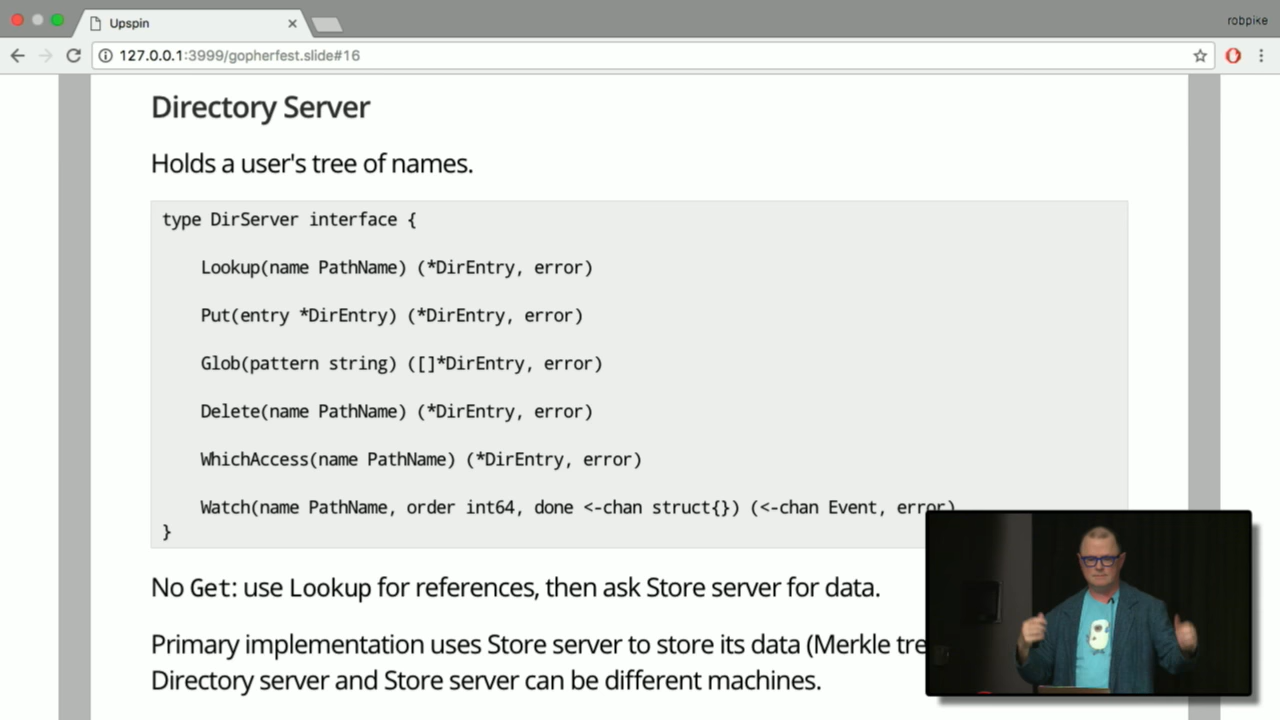 Upspin
robpike
127.0.0.1:3999/gopherfest.slide#16
Directory Server
Holds a user's tree of names.
type DirServer interface {
Lookup(name PathName) (*DirEntry, error)
Put(entry *DirEntry) (*DirEntry, error)
Glob(pattern string) ([]*DirEntry, error)
Delete(name PathName) (*DirEntry, error)
WhichAccess(name PathName) (*DirEntry, error)
Watch(name PathName, order int64, done <-chan struct{}) (<-chan Event, error)
}
No Get: use Lookup for references, then ask Store server for data.
Primary implementation uses Store server to store its data (Merkle
Directory server and Store server can be different machines.